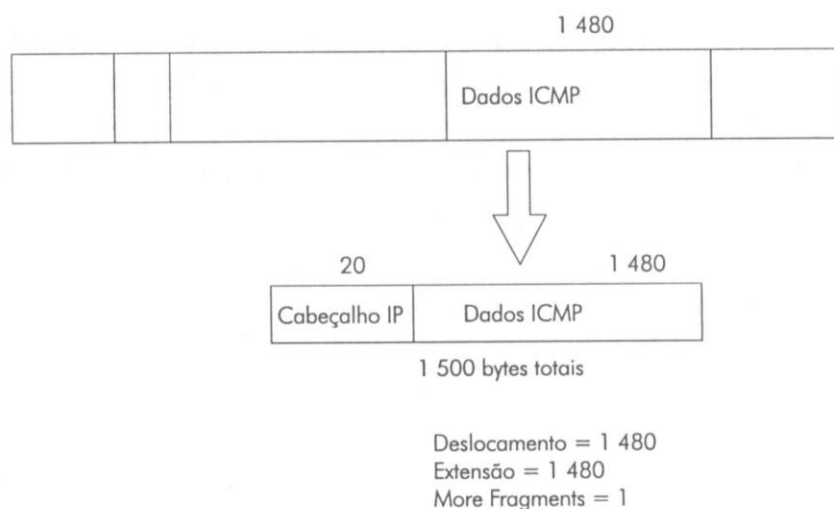 1 480
Dados ICMP
20
1 480
Cabeçalho IP
Dados ICMP
1 500 bytes totais
Deslocamento = 1 480
Extensão = 1 480
More Fragments = 1